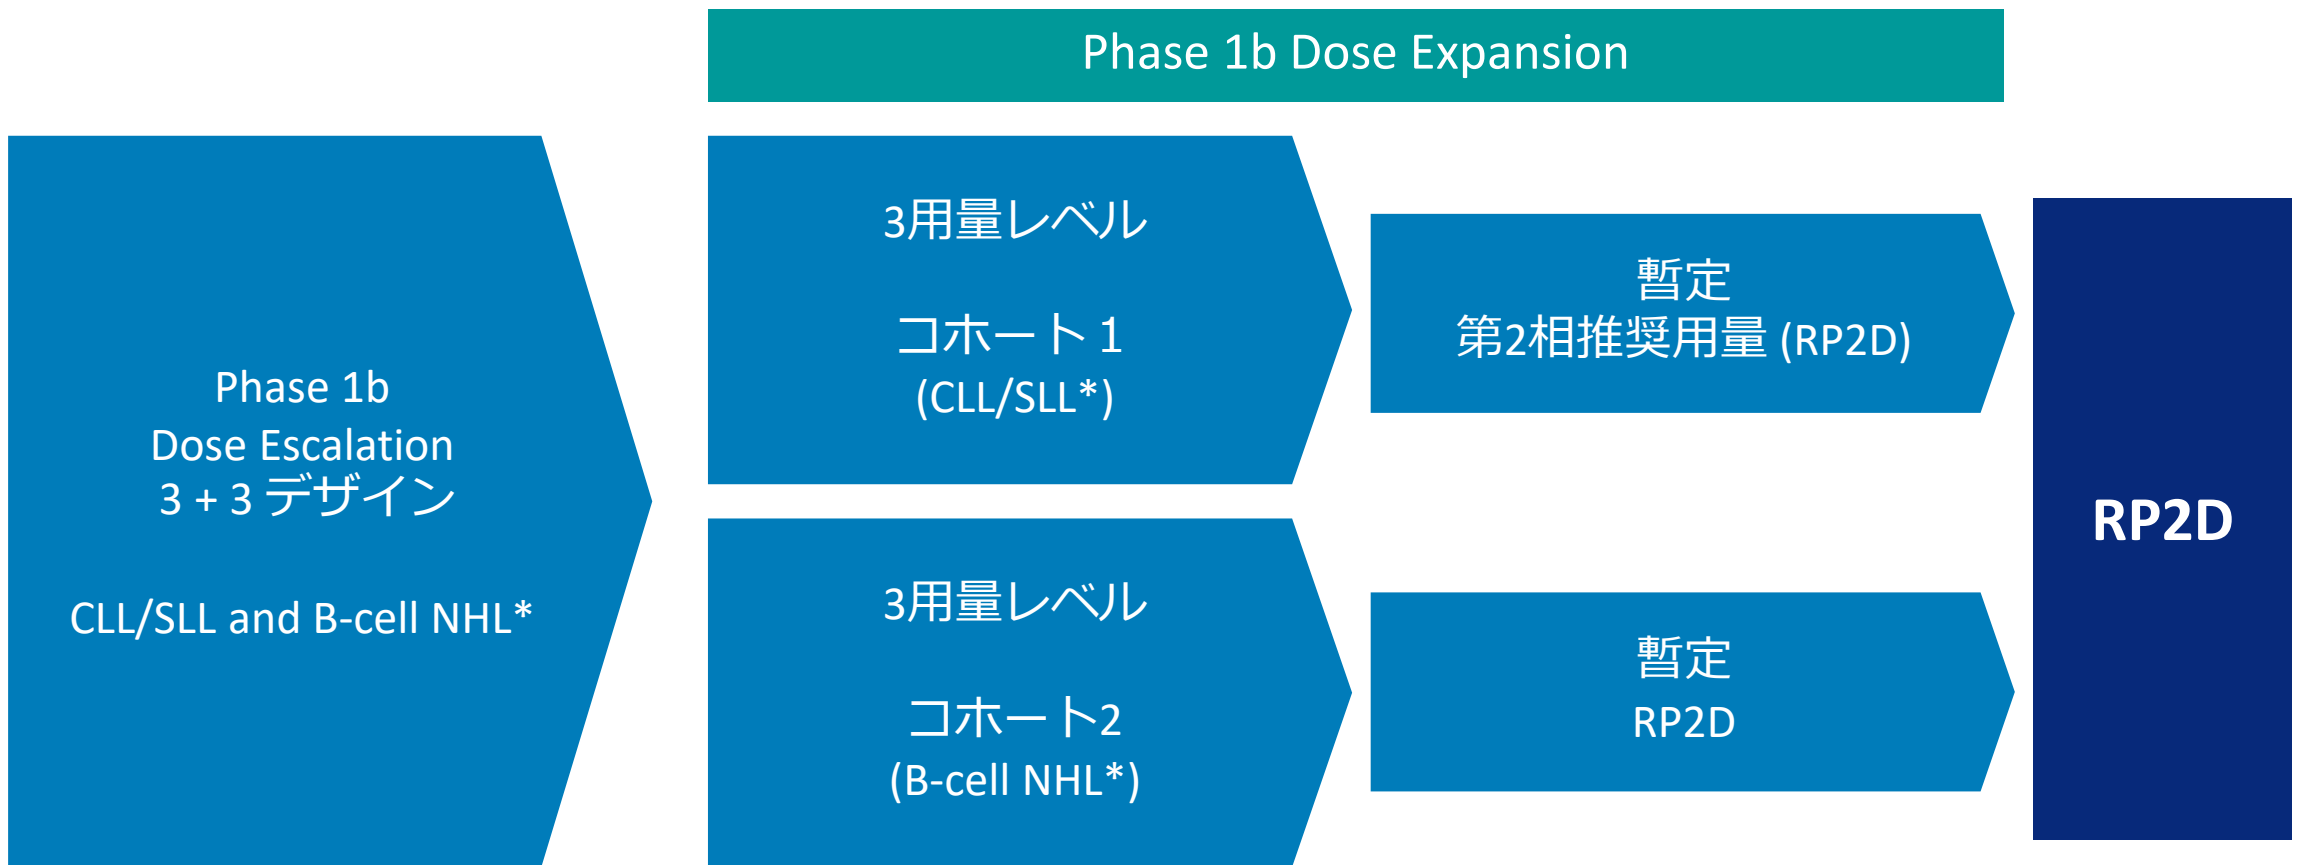 Phase 1b Dose Expansion
Phase 1b
Dose Escalation
3 + 3 デザイン
CLL/SLL and B-cell NHL*
3用量レベル
コホート 1
(CLL/SLL*)
暫定
第2相推奨用量 (RP2D)
3用量レベル
コホート2
(B-cell NHL*)
暫定
RP2D
RP2D